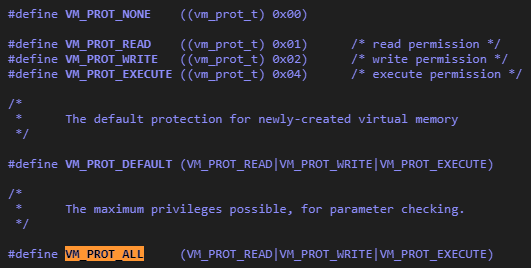 #define VM_PROT_NONE    ((vm_prot_t) 0x00)
#define VM_PROT_READ    ((vm_prot_t) 0x01)      /* read permission */
#define VM_PROT_WRITE   ((vm_prot_t) 0x02)      /* write permission */
#define VM_PROT_EXECUTE ((vm_prot_t) 0x04)      /* execute permission */
/*
 *      The default protection for newly-created virtual memory
 */
#define VM_PROT_DEFAULT (VM_PROT_READ|VM_PROT_WRITE|VM_PROT_EXECUTE)
/*
 *      The maximum privileges possible, for parameter checking.
 */
#define VM_PROT_ALL     (VM_PROT_READ|VM_PROT_WRITE|VM_PROT_EXECUTE)